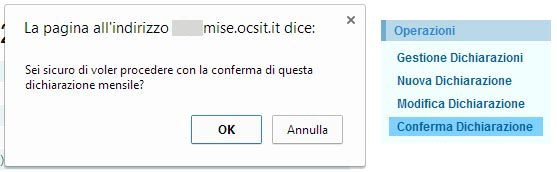 La pagina all'indirizzo mise.ocsit.it dice:
Sei sicuro di voler procedere con la conferma di questa
dichiarazione mensile?
OK
Annulla
Operazioni
Gestione Dichiarazioni
Nuova Dichiarazione
Modifica Dichiarazione
Conferma Dichiarazione